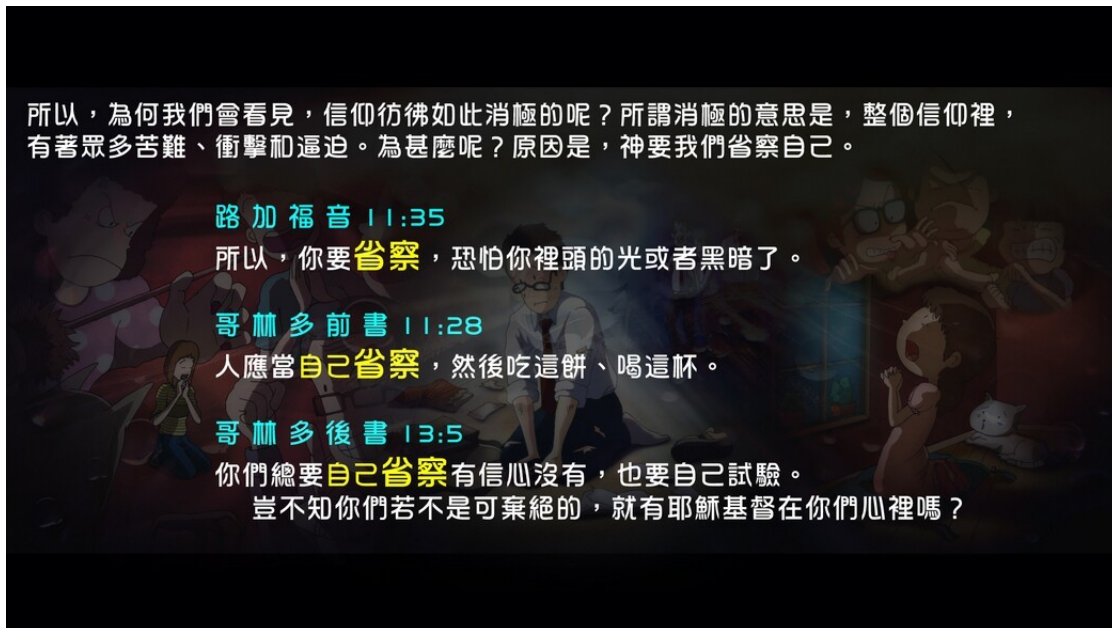 所以，為何我們會看見，信仰彷彿如此消極的呢？所謂消極的意思是，整個信仰裡，
有著眾多苦難、衝擊和逼迫。為甚麼呢？原因是，神要我們省察自己。
路加福音 11:35
所以，你要省察，恐怕你裡頭的光或者黑暗了。
哥林多前書 11:28
人應當自己省察，然後吃這餅、喝這杯。
哥林多後書 13:5
你們總要自己省察有信心沒有，也要自己試驗。
豈不知你們若不是可棄絕的，就有耶穌基督在你們心裡嗎？